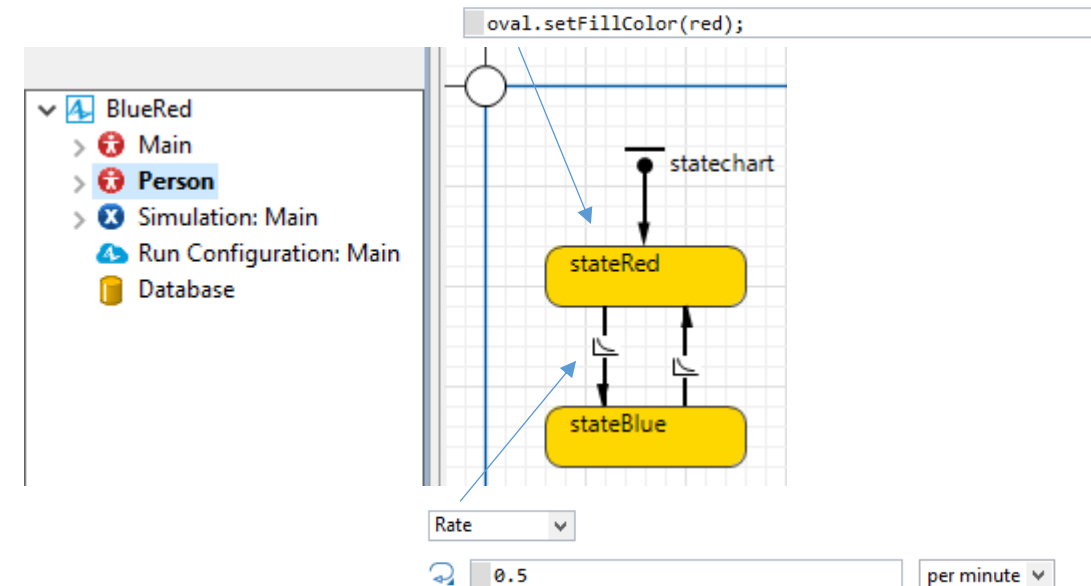 oval.setFillColor(red);
BlueRed
Main
Person
Simulation: Main
Run Configuration: Main
Database
statechart
stateRed
stateBlue
Rate
0.5
per minute